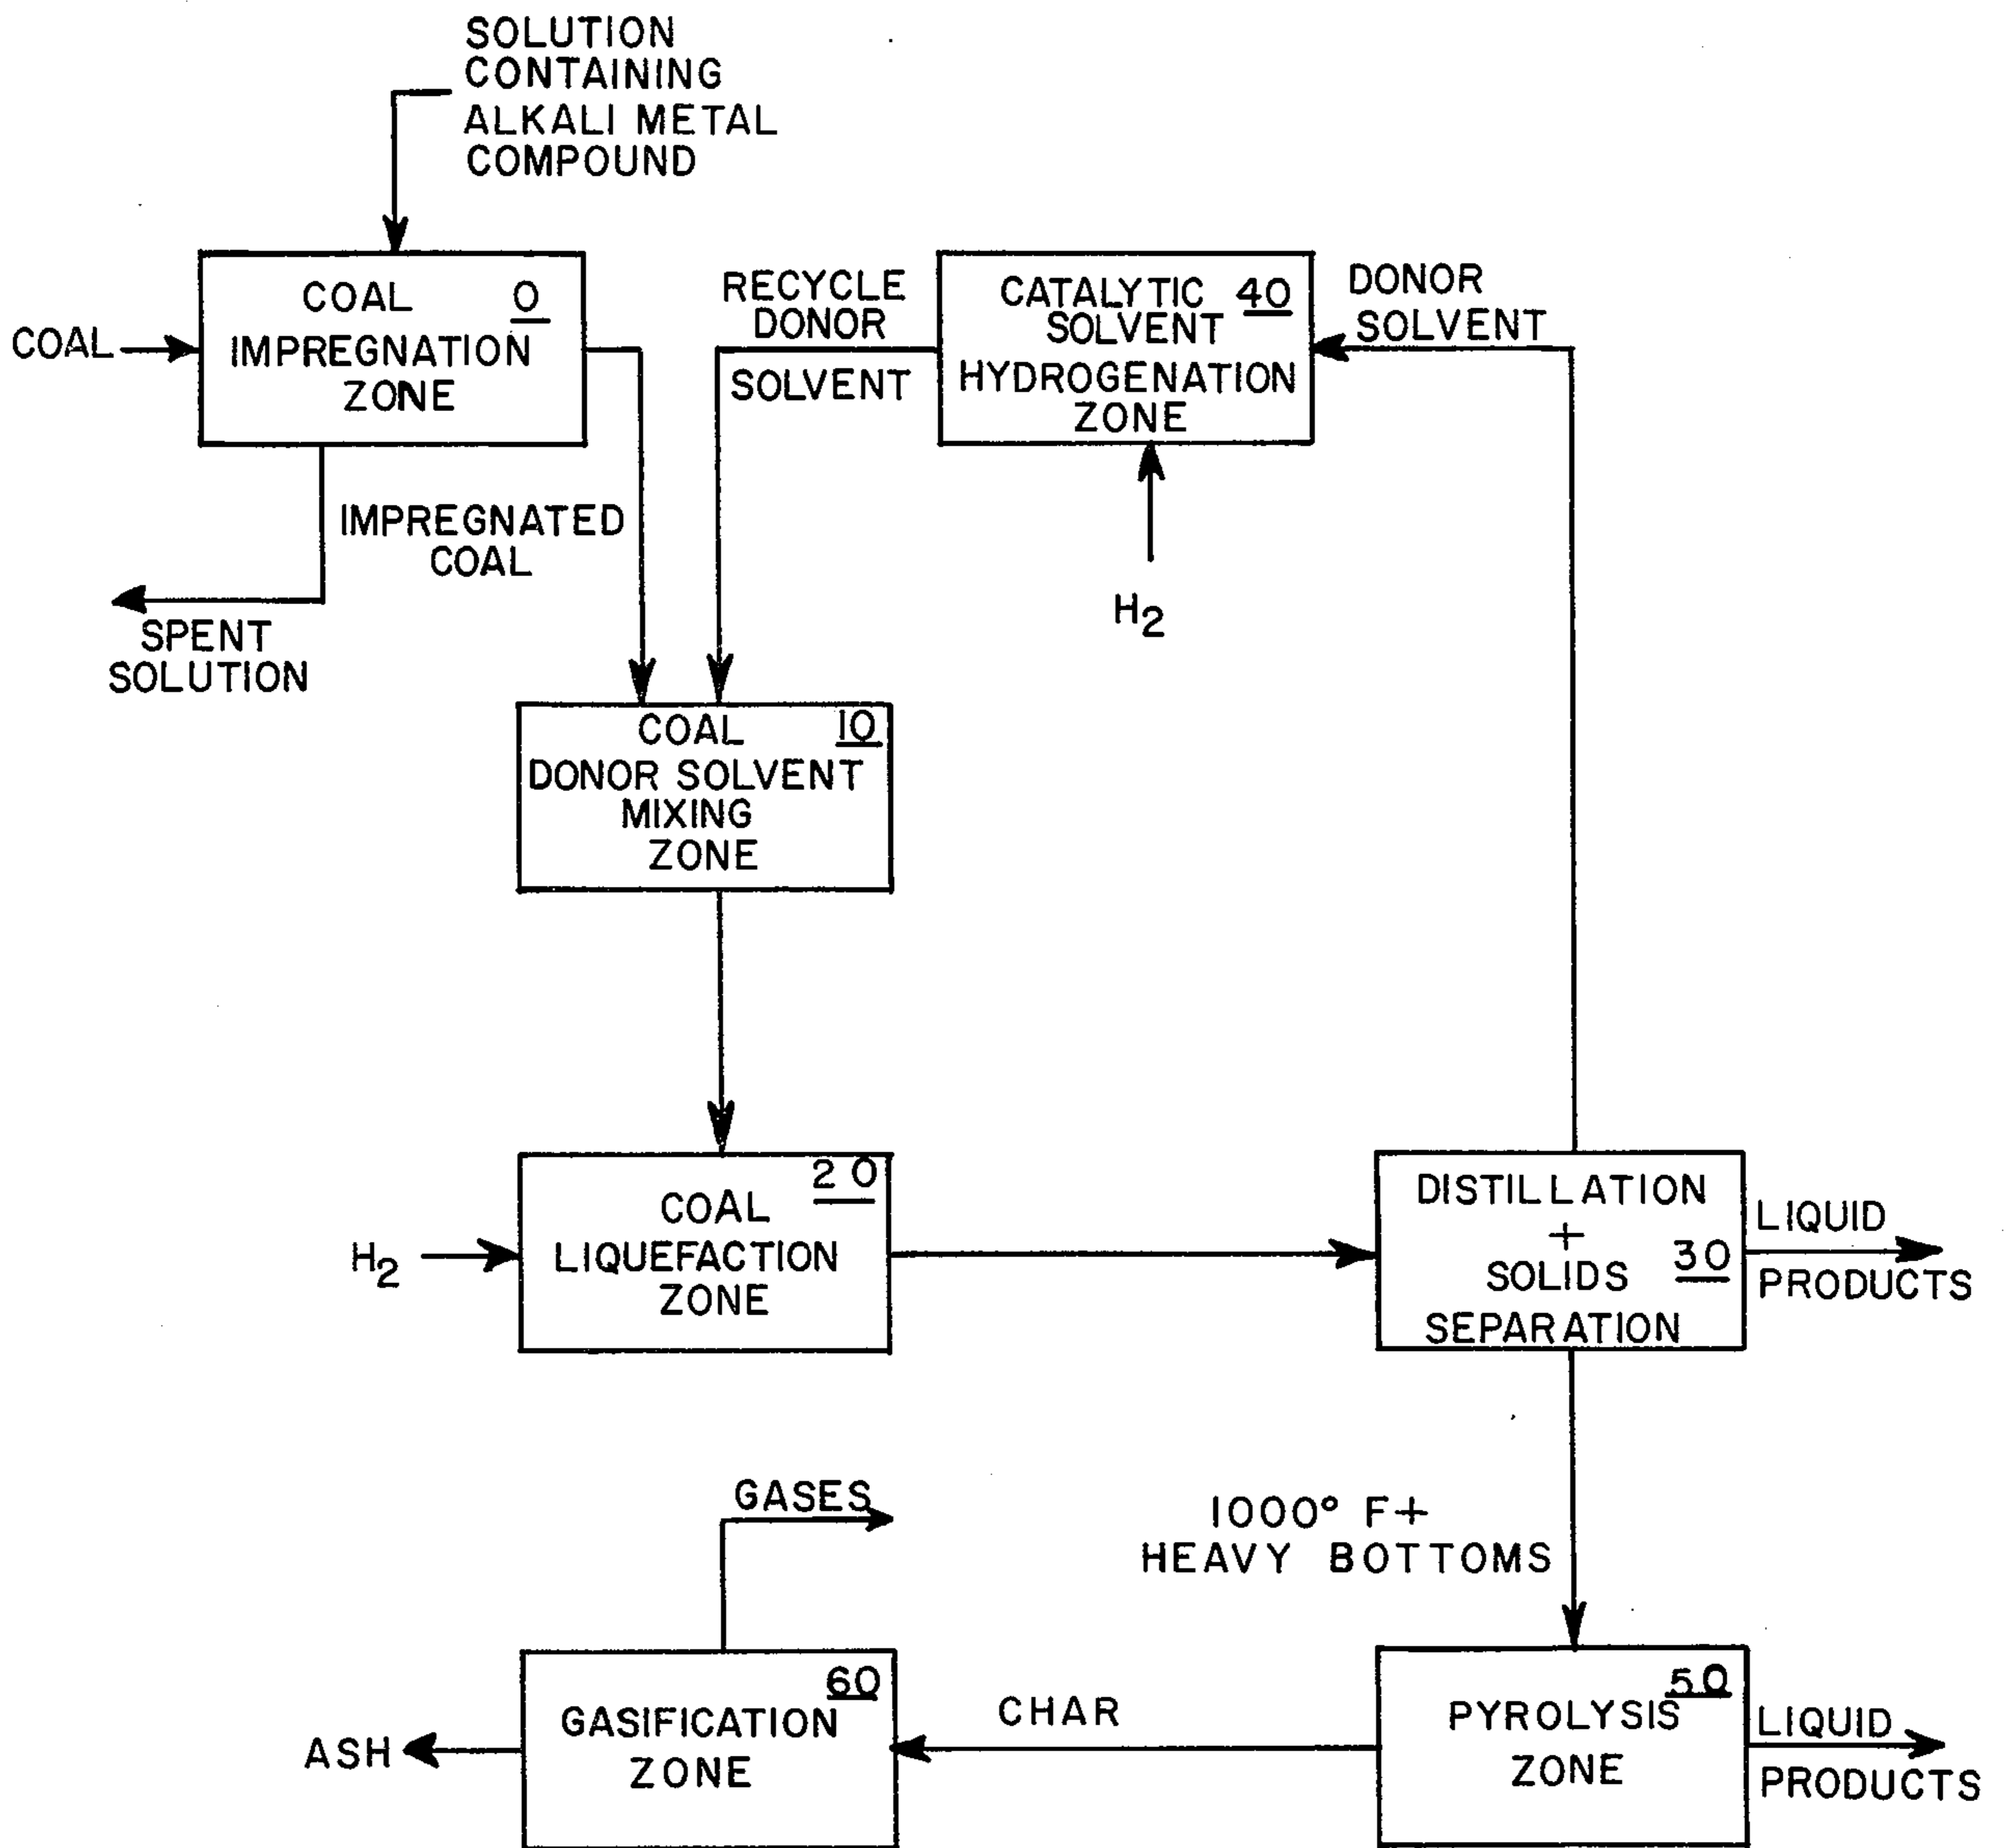 SOLUTION
CONTAINING
ALKALI METAL
COMPOUND
COAL
COAL 0
IMPREGNATION
ZONE
RECYCLE
DONOR
SOLVENT
CATALYTIC 40
SOLVENT
HYDROGENATION
ZONE
DONOR
SOLVENT
IMPREGNATED
COAL
SPENT
SOLUTION
H2
COAL 10
DONOR SOLVENT
MIXING
ZONE
20
COAL
LIQUEFACTION
ZONE
H2
DISTILLATION
+
SOLIDS 30
SEPARATION
LIQUID
PRODUCTS
GASES
1000° F+
HEAVY BOTTOMS
60
GASIFICATION
ZONE
ASH
CHAR
50
PYROLYSIS
ZONE
LIQUID
PRODUCTS